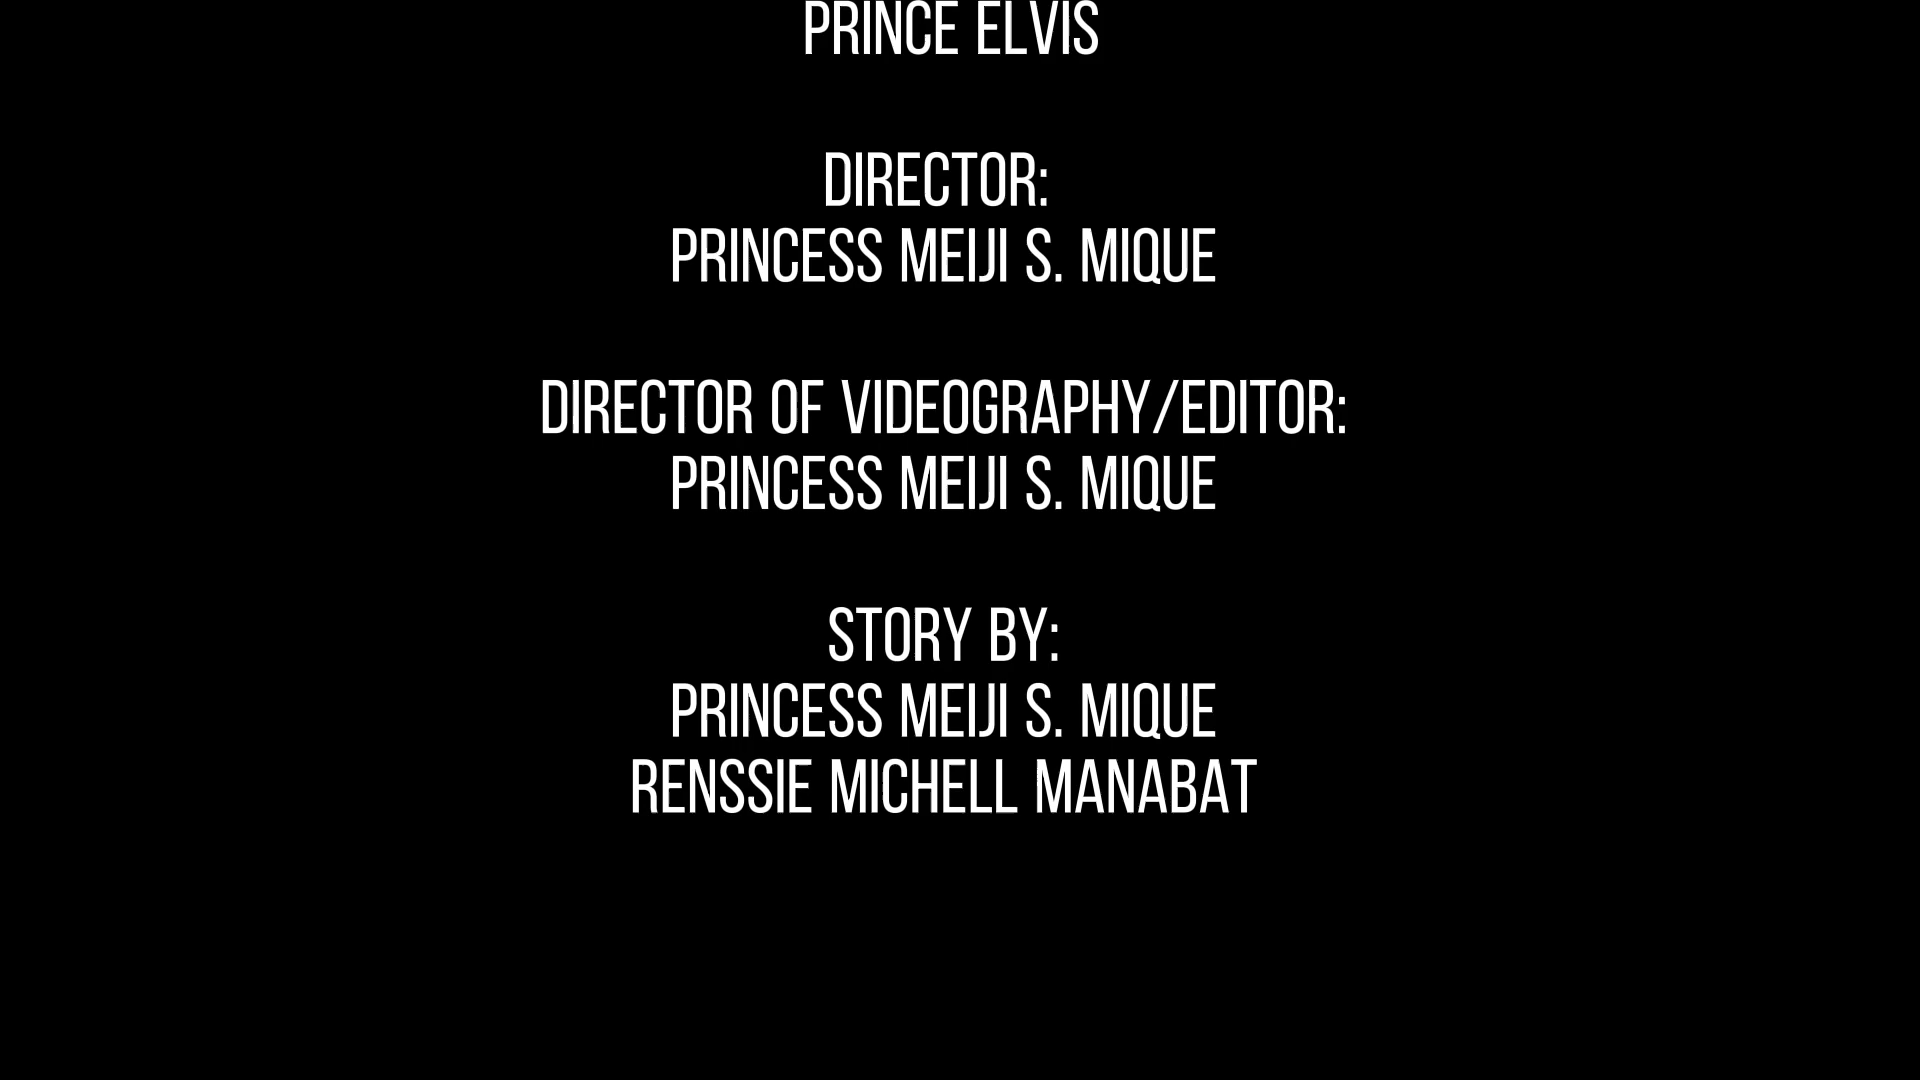 PRINCE ELVIS
DIRECTOR:
PRINCESS MEIJI S. MIQUE
DIRECTOR OF VIDEOGRAPHY/EDITOR:
PRINCESS MEIJI S. MIQUE
STORY BY:
PRINCESS MEIJI S. MIQUE
RENSSIE MICHELL MANABAT